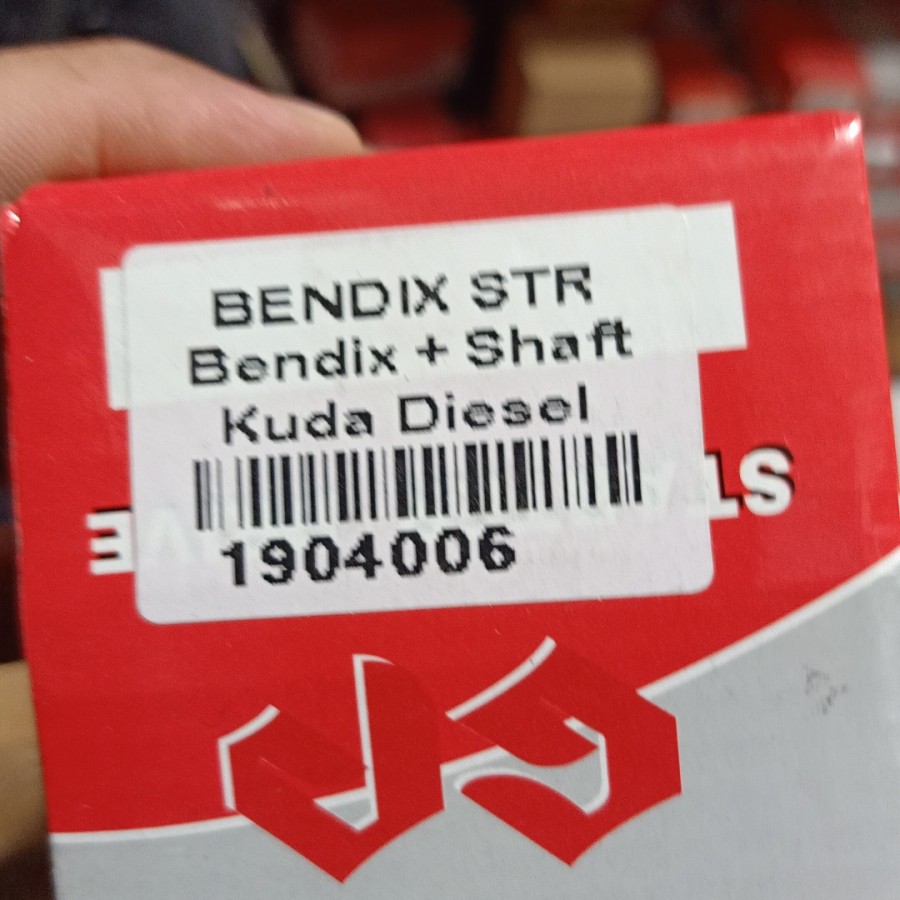 BENDIX STR
Bendix + Shaft
Kuda Diesel
1904006